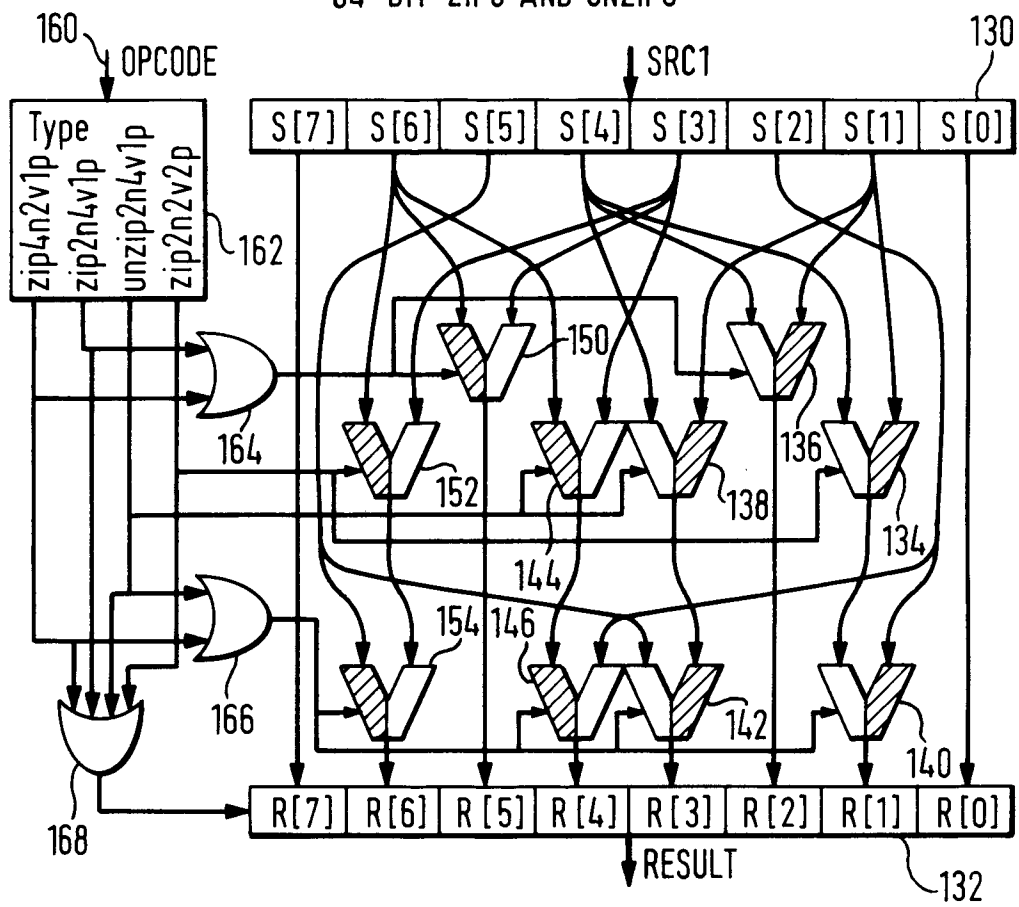 160
OPCODE
SRC1
130
Type
zip4n2v1p
zip2n4v1p
unzip2n4v1p
zip2n2v2p
162
S[7] S[6] S[5] S[4] S[3] S[2] S[1] S[0]
150
136
164
152
138
134
144
154
146
166
142
140
168
R[7] R[6] R[5] R[4] R[3] R[2] R[1] R[0]
RESULT
132